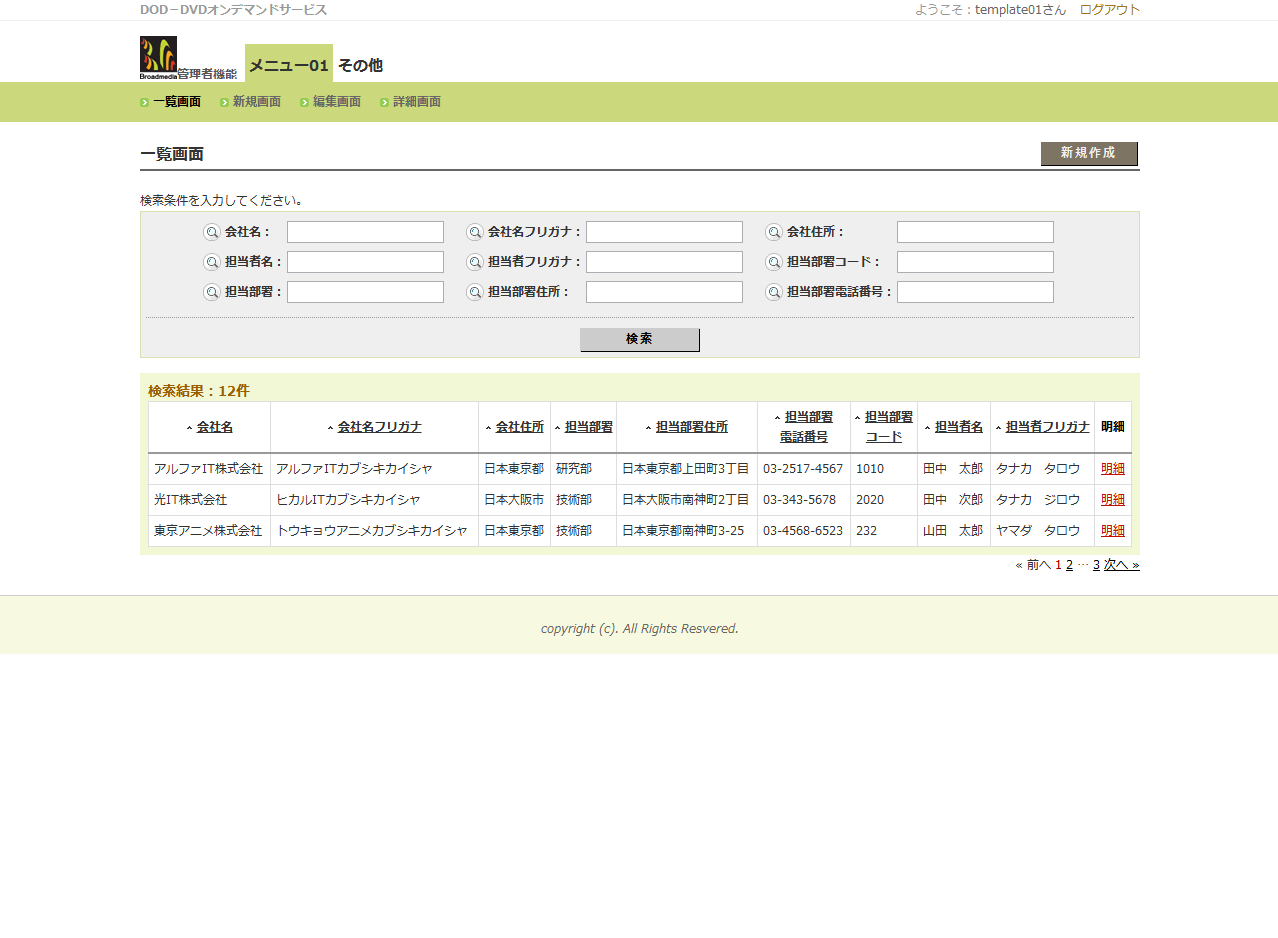 DOD－DVDオンデマンドサービス ようこそ：template01さん ログアウト
Broadmedia 管理者機能 メニュー01 その他
一覧画面 新規画面 編集画面 詳細画面
一覧画面 新規作成
検索条件を入力してください。
会社名： 会社名フリガナ： 会社住所：
担当者名： 担当者フリガナ： 担当部署コード：
担当部署： 担当部署住所： 担当部署電話番号：
検索
検索結果：12件
会社名 会社名フリガナ 会社住所 担当部署 担当部署住所 担当部署 担当部署 担当者名 担当者フリガナ 明細
電話番号 コード
アルファIT株式会社 アルファITカブシキカイシャ 日本東京都 研究部 日本東京都上田町3丁目 03-2517-4567 1010 田中　太郎 タナカ　タロウ 明細
光IT株式会社 ヒカルITカブシキカイシャ 日本大阪市 技術部 日本大阪市南神町2丁目 03-343-5678 2020 田中　次郎 タナカ　ジロウ 明細
東京アニメ株式会社 トウキョウアニメカブシキカイシャ 日本東京都 技術部 日本東京都南神町3-25 03-4568-6523 232 山田　太郎 ヤマダ　タロウ 明細
« 前へ 1 2 … 3 次へ »
copyright (c). All Rights Resvered.